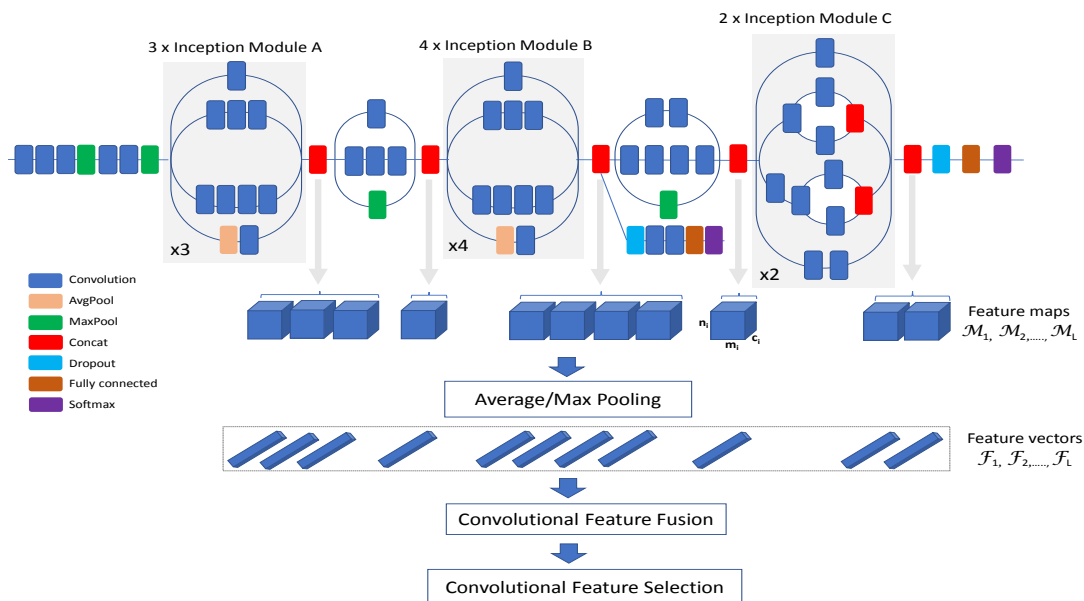 2 x Inception Module C
3 x Inception Module A
4 x Inception Module B
x3
x4
x2
Convolution
AvgPool
MaxPool
Concat
Dropout
Fully connected
Softmax
nᵢ
mᵢ
cᵢ
Feature maps
ℳ₁, ℳ₂,....., ℳ_L
Average/Max Pooling
Feature vectors
ℱ₁, ℱ₂,....., ℱ_L
Convolutional Feature Fusion
Convolutional Feature Selection